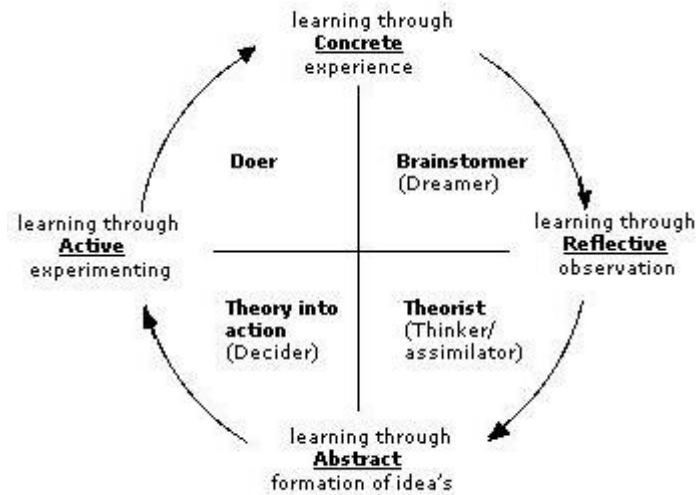 learning through
Concrete
experience
Doer
Brainstormer
(Dreamer)
learning through
Active
experimenting
learning through
Reflective
observation
Theory into
action
(Decider)
Theorist
(Thinker/
assimilator)
learning through
Abstract
formation of idea's